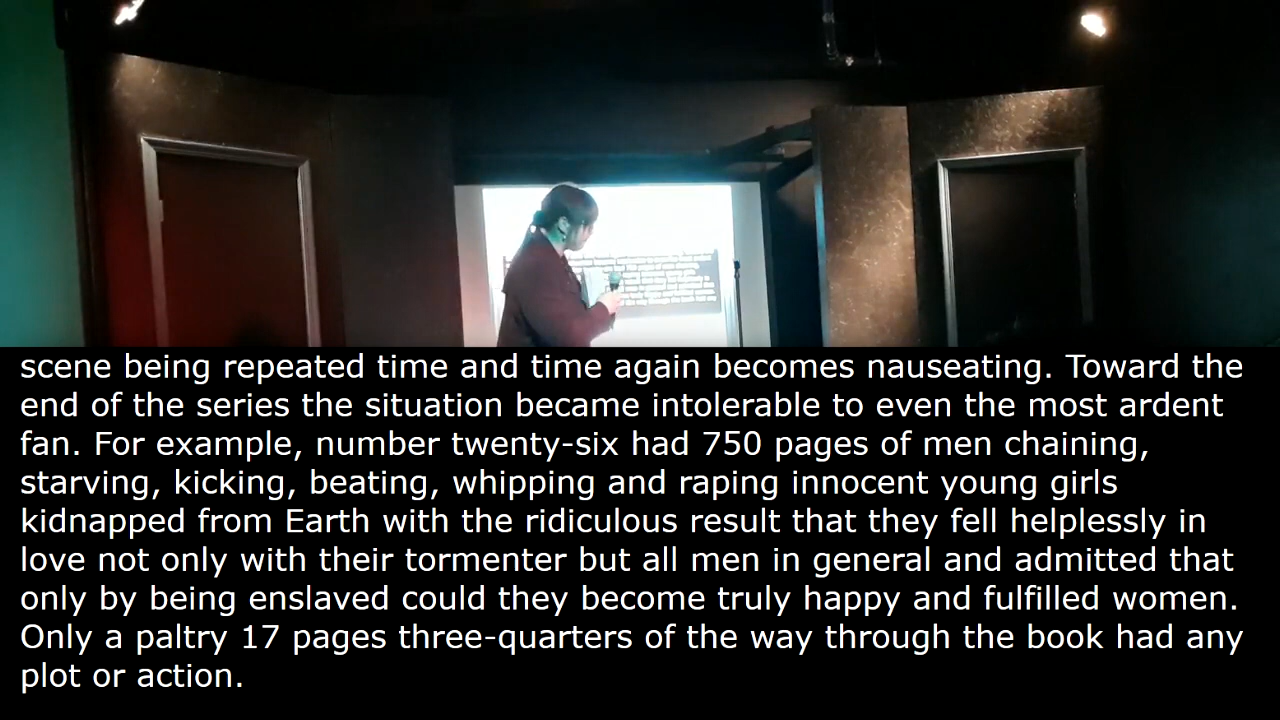 scene being repeated time and time again becomes nauseating. Toward the
end of the series the situation became intolerable to even the most ardent
fan. For example, number twenty-six had 750 pages of men chaining,
starving, kicking, beating, whipping and raping innocent young girls
kidnapped from Earth with the ridiculous result that they fell helplessly in
love not only with their tormenter but all men in general and admitted that
only by being enslaved could they become truly happy and fulfilled women.
Only a paltry 17 pages three-quarters of the way through the book had any
plot or action.